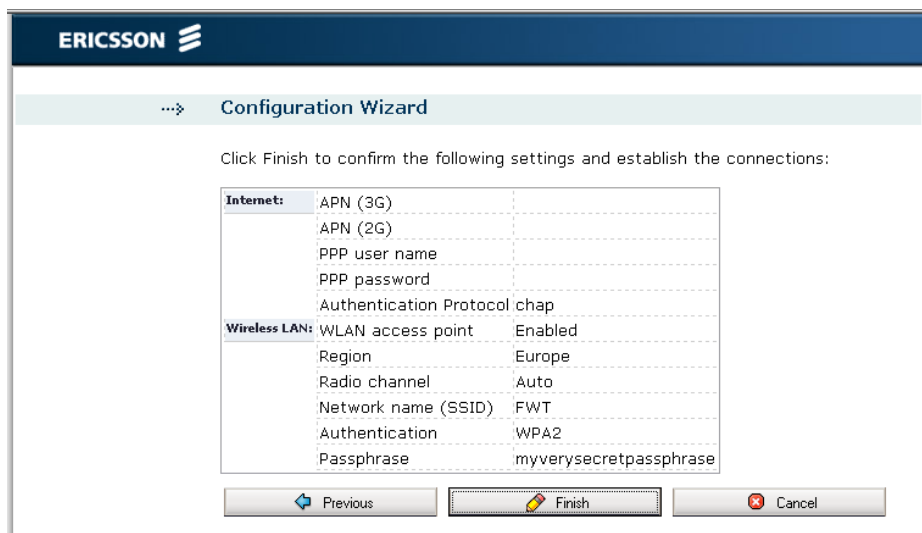 ERICSSON
Configuration Wizard
Click Finish to confirm the following settings and establish the connections:
Internet: APN (3G)
APN (2G)
PPP user name
PPP password
Authentication Protocol chap
Wireless LAN: WLAN access point Enabled
Region Europe
Radio channel Auto
Network name (SSID) FWT
Authentication WPA2
Passphrase myverysecretpassphrase
Previous Finish Cancel